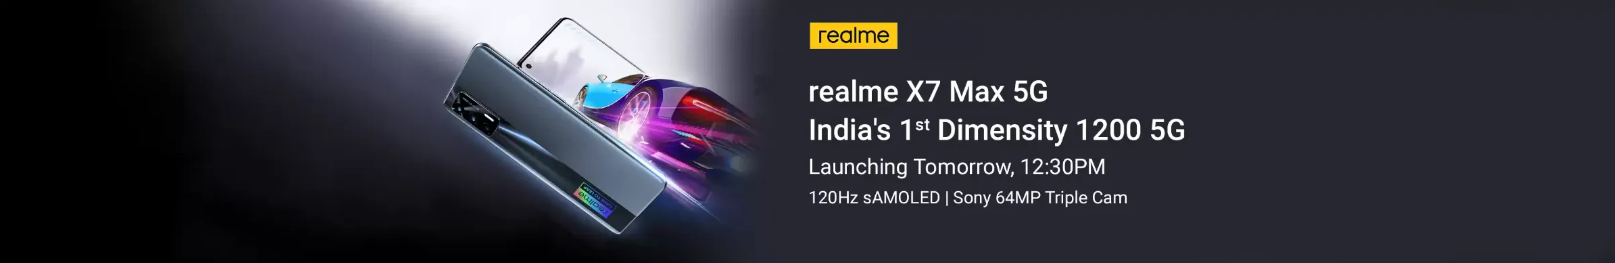 realme
realme X7 Max 5G
India's 1st Dimensity 1200 5G
Launching Tomorrow, 12:30PM
120Hz sAMOLED | Sony 64MP Triple Cam